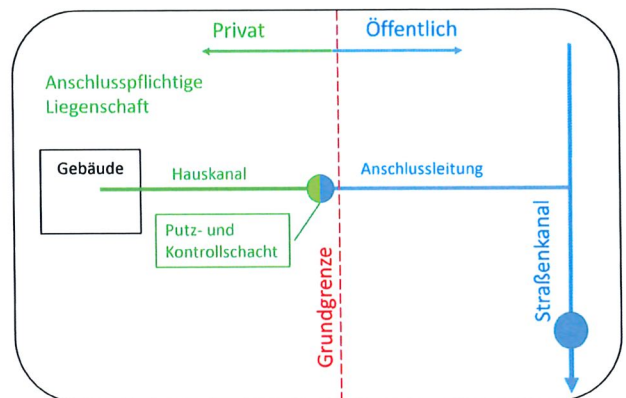 Privat
Öffentlich
Anschlusspflichtige
Liegenschaft
Gebäude
Hauskanal
Anschlussleitung
Putz- und
Kontrollschacht
Grundgrenze
Straßenkanal